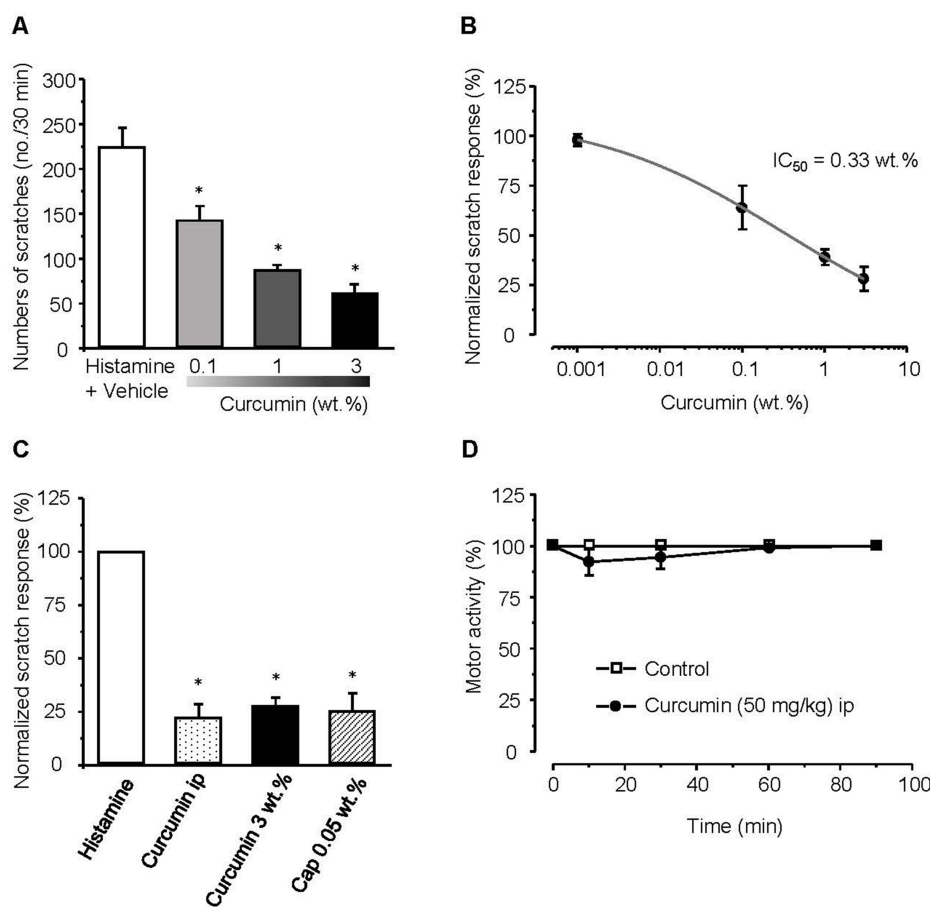 A
Numbers of scratches (no./30 min)
300
250
200
150
100
50
0
*
*
*
Histamine
+ Vehicle
0.1 1 3
Curcumin (wt.%)
B
Normalized scratch response (%)
125
100
75
50
25
0
IC50 = 0.33 wt.%
0.001 0.01 0.1 1 10
Curcumin (wt.%)
C
Normalized scratch response (%)
125
100
75
50
25
0
* * *
Histamine
Curcumin ip
Curcumin 3 wt.%
Cap 0.05 wt.%
D
Motor activity (%)
125
100
75
50
25
0
Control
Curcumin (50 mg/kg) ip
0 20 40 60 80 100
Time (min)